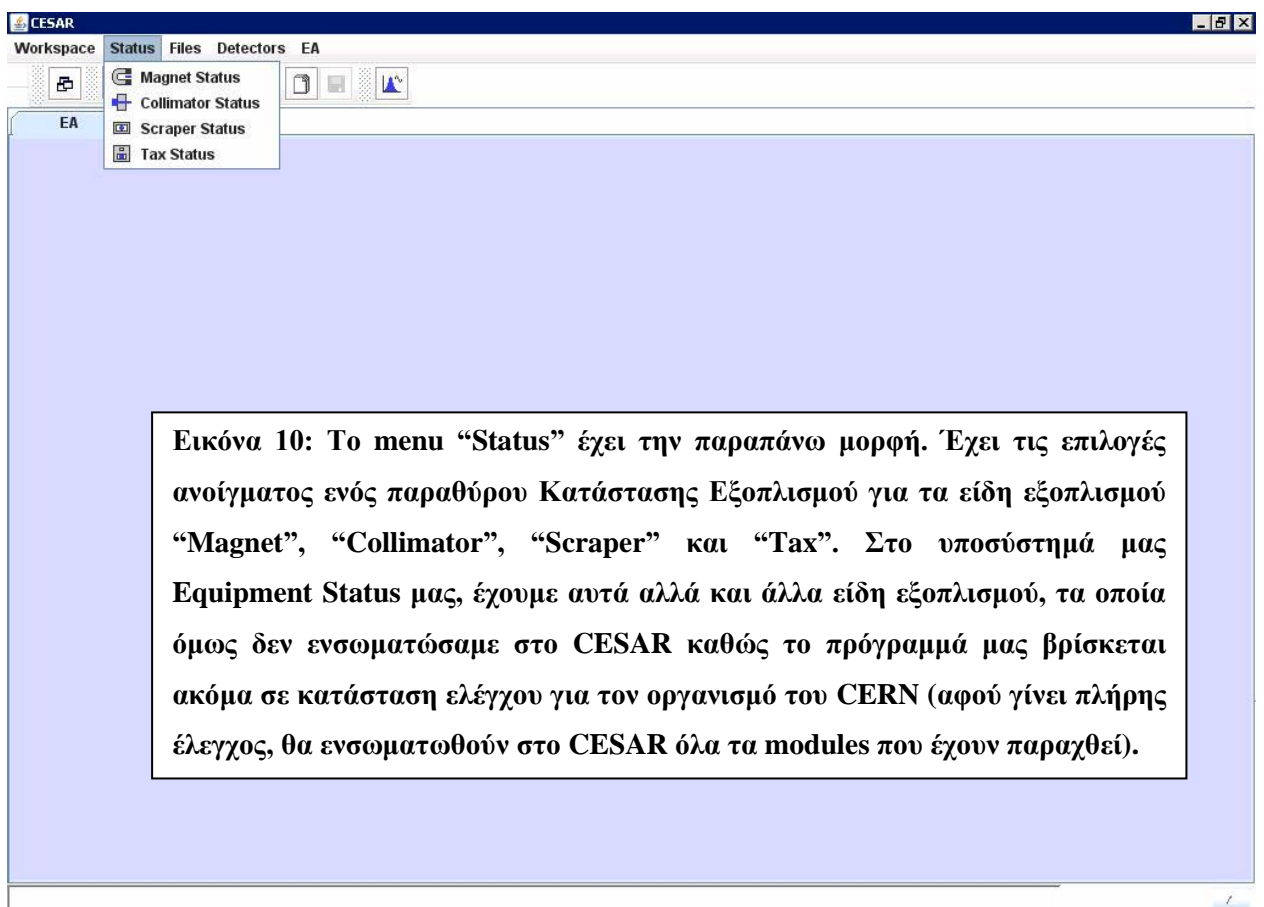 CESAR
Workspace Status Files Detectors EA
Magnet Status
Collimator Status
Scraper Status
Tax Status
EA
Εικόνα 10: Το menu “Status” έχει την παραπάνω μορφή. Έχει τις επιλογές
ανοίγματος ενός παραθύρου Κατάστασης Εξοπλισμού για τα είδη εξοπλισμού
“Magnet”, “Collimator”, “Scraper” και “Tax”. Στο υποσύστημά μας
Equipment Status μας, έχουμε αυτά αλλά και άλλα είδη εξοπλισμού, τα οποία
όμως δεν ενσωματώσαμε στο CESAR καθώς το πρόγραμμά μας βρίσκεται
ακόμα σε κατάσταση ελέγχου για τον οργανισμό του CERN (αφού γίνει πλήρης
έλεγχος, θα ενσωματωθούν στο CESAR όλα τα modules που έχουν παραχθεί).